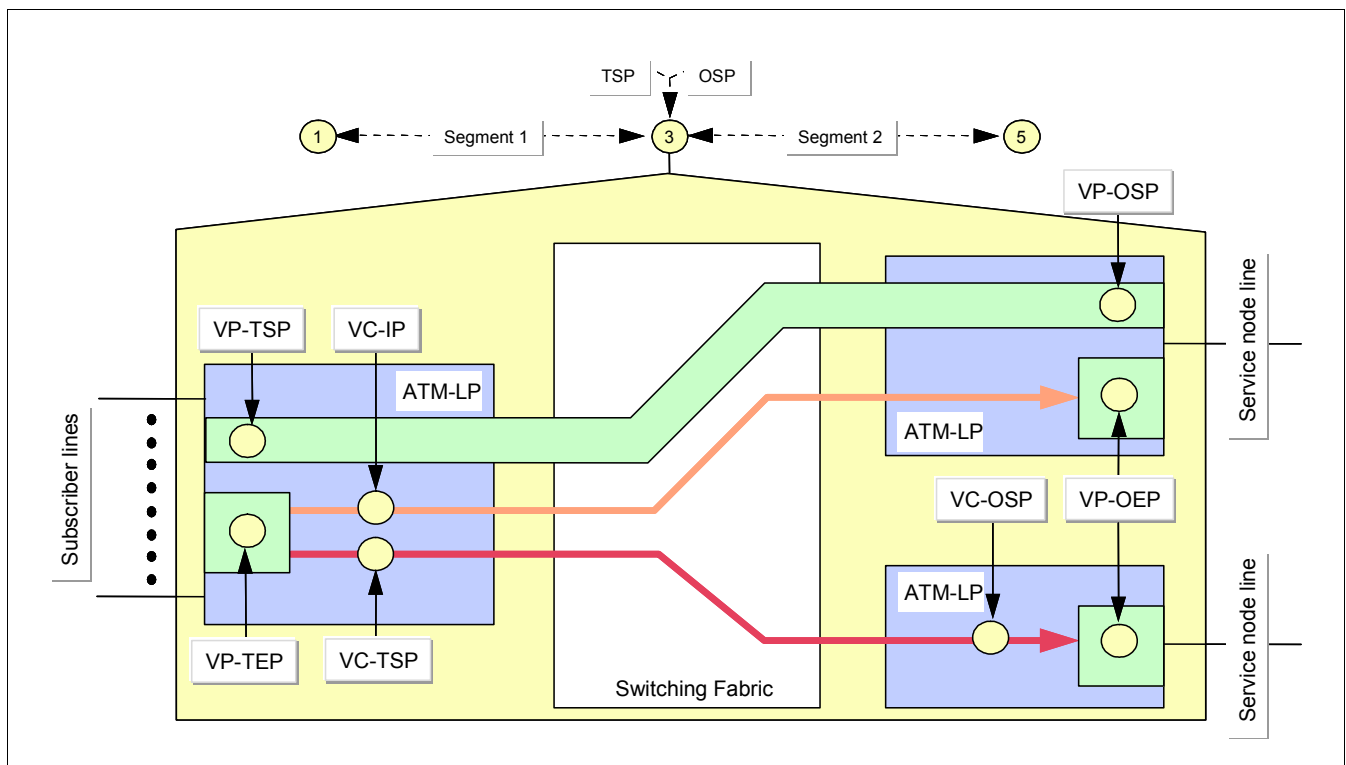 TSP
OSP
1
Segment 1
3
Segment 2
5
VP-OSP
VP-TSP
VC-IP
ATM-LP
Service node line
Subscriber lines
ATM-LP
VC-OSP
VP-OEP
ATM-LP
VP-TEP
VC-TSP
Switching Fabric
Service node line